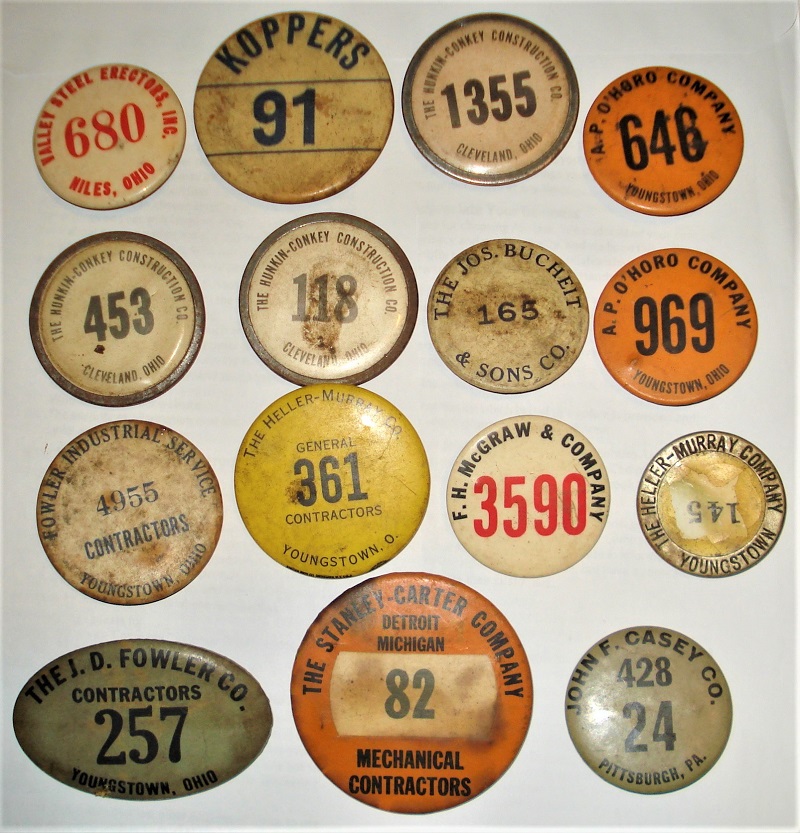 VALLEY STEEL ERECTORS, INC.
680
NILES, OHIO
KOPPERS
91
THE HUNKIN-CONKEY CONSTRUCTION CO.
1355
CLEVELAND, OHIO
A. P. O'HORO COMPANY
646
YOUNGSTOWN, OHIO
THE HUNKIN-CONKEY CONSTRUCTION CO.
453
CLEVELAND, OHIO
THE HUNKIN-CONKEY CONSTRUCTION CO.
118
CLEVELAND, OHIO
THE JOS. BUCHEIT
165
& SONS CO.
A. P. O'HORO COMPANY
969
YOUNGSTOWN, OHIO
FOWLER INDUSTRIAL SERVICE
4955
CONTRACTORS
YOUNGSTOWN, OHIO
THE HELLER-MURRAY CO.
GENERAL
361
CONTRACTORS
YOUNGSTOWN, O.
F. H. McGRAW & COMPANY
3590
THE HELLER-MURRAY COMPANY
145
YOUNGSTOWN
THE J. D. FOWLER CO.
CONTRACTORS
257
YOUNGSTOWN, OHIO
THE STANLEY-CARTER COMPANY
DETROIT
MICHIGAN
82
MECHANICAL
CONTRACTORS
JOHN F. CASEY CO.
428
24
PITTSBURGH, PA.